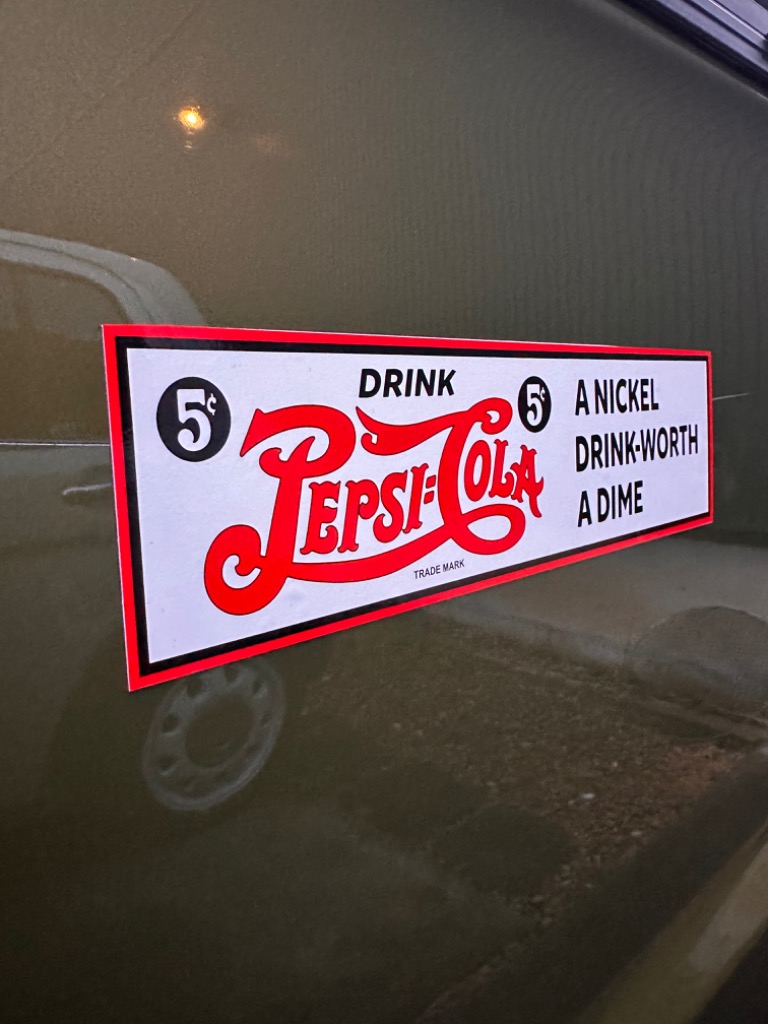 DRINK
5¢ PEPSI=COLA 5¢
TRADE MARK
A NICKEL
DRINK-WORTH
A DIME